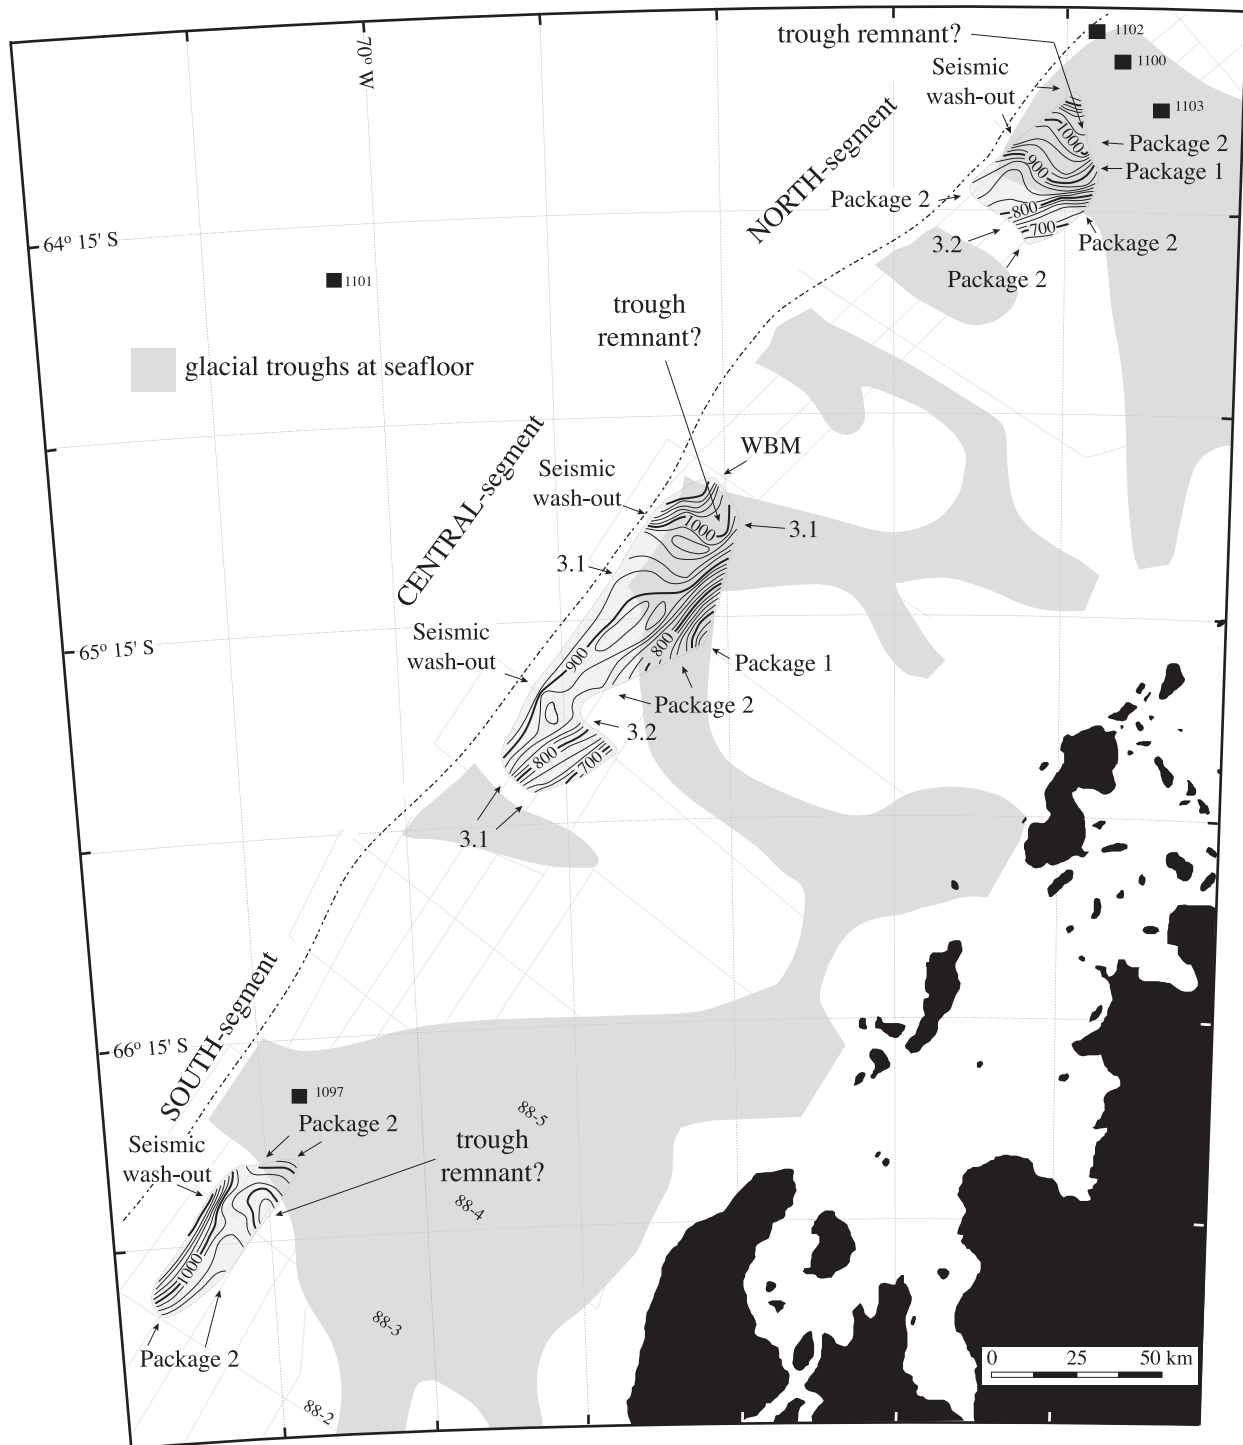 70° W
trough remnant?
1102
1100
1103
Seismic
wash-out
1000
900
800
700
Package 2
Package 1
Package 2
3.2
Package 2
Package 2
NORTH-segment
64° 15' S
1101
glacial troughs at seafloor
trough
remnant?
CENTRAL-segment
WBM
Seismic
wash-out
1000
3.1
3.1
Seismic
wash-out
900
800
Package 1
Package 2
3.2
800
700
3.1
65° 15' S
66° 15' S
SOUTH-segment
1097
Package 2
Seismic
wash-out
trough
remnant?
1000
Package 2
88-5
88-4
88-3
88-2
0 25 50 km